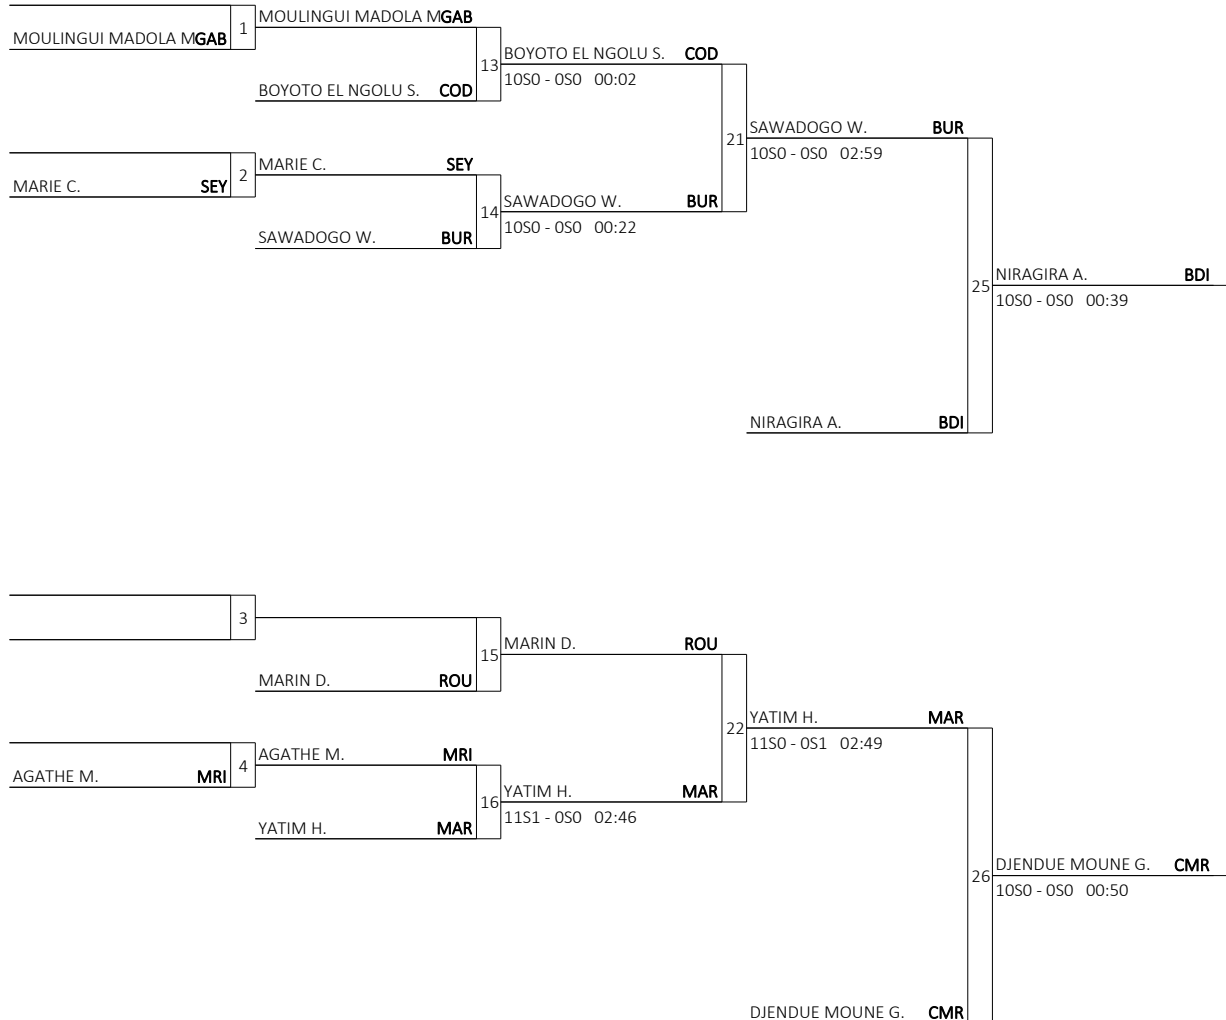 MOULINGUI MADOLA M GAB
1
MOULINGUI MADOLA M GAB
BOYOTO EL NGOLU S. COD
13
BOYOTO EL NGOLU S. COD
10S0 - 0S0 00:02
MARIE C. SEY
2
MARIE C. SEY
SAWADOGO W. BUR
14
SAWADOGO W. BUR
10S0 - 0S0 00:22
21
SAWADOGO W. BUR
10S0 - 0S0 02:59
NIRAGIRA A. BDI
25
NIRAGIRA A. BDI
10S0 - 0S0 00:39
3
MARIN D. ROU
15
MARIN D. ROU
AGATHE M. MRI
4
AGATHE M. MRI
YATIM H. MAR
16
YATIM H. MAR
11S1 - 0S0 02:46
22
YATIM H. MAR
11S0 - 0S1 02:49
DJENDUE MOUNE G. CMR
26
DJENDUE MOUNE G. CMR
10S0 - 0S0 00:50